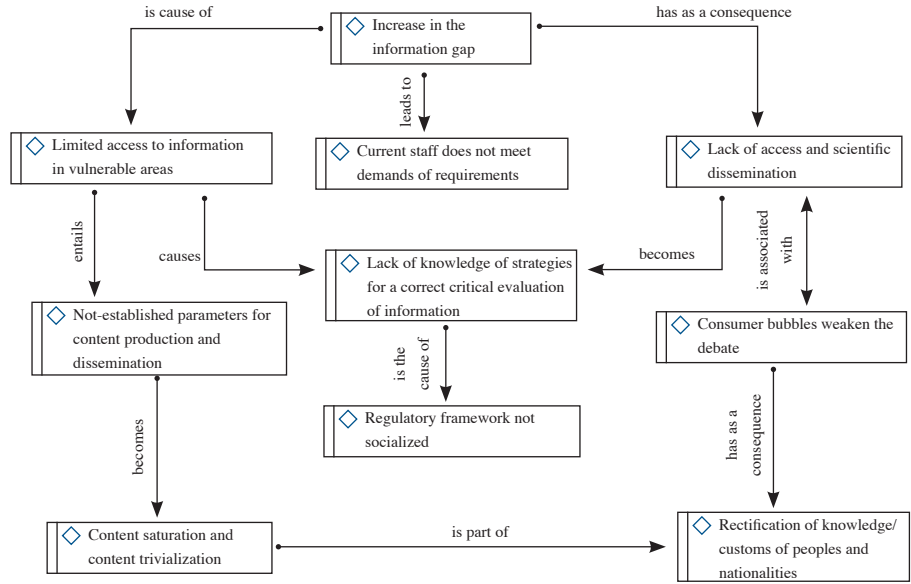 is cause of
Increase in the
information gap
has as a consequence
leads to
Limited access to information
in vulnerable areas
Current staff does not meet
demands of requirements
Lack of access and scientific
dissemination
entails
causes
Lack of knowledge of strategies
for a correct critical evaluation
of information
becomes
is associated
with
Not-established parameters for
content production and
dissemination
Consumer bubbles weaken the
debate
is the
cause of
Regulatory framework not
socialized
becomes
has as a
consequence
Content saturation and
content trivialization
is part of
Rectification of knowledge/
customs of peoples and
nationalities